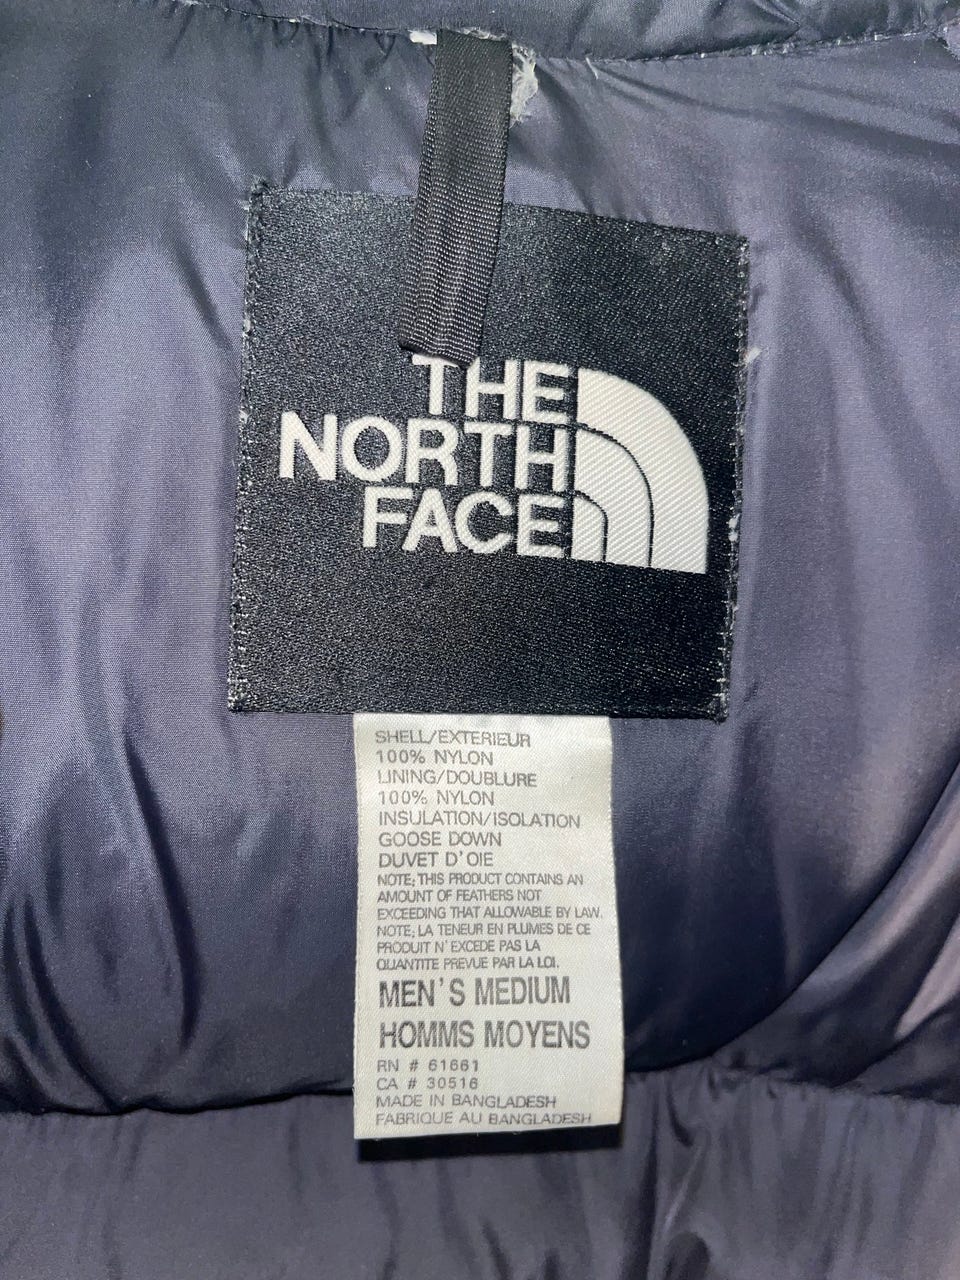 THE
NORTH
FACE
SHELL/EXTERIEUR
100% NYLON
LINING/DOUBLURE
100% NYLON
INSULATION/ISOLATION
GOOSE DOWN
DUVET D'OIE
NOTE; THIS PRODUCT CONTAINS AN
AMOUNT OF FEATHERS NOT
EXCEEDING THAT ALLOWABLE BY LAW.
NOTE; LA TENEUR EN PLUMES DE CE
PRODUIT N'EXCEDE PAS LA
QUANTITE PREVUE PAR LA LOI.
MEN'S MEDIUM
HOMMS MOYENS
RN # 61661
CA # 30516
MADE IN BANGLADESH
FABRIQUE AU BANGLADESH